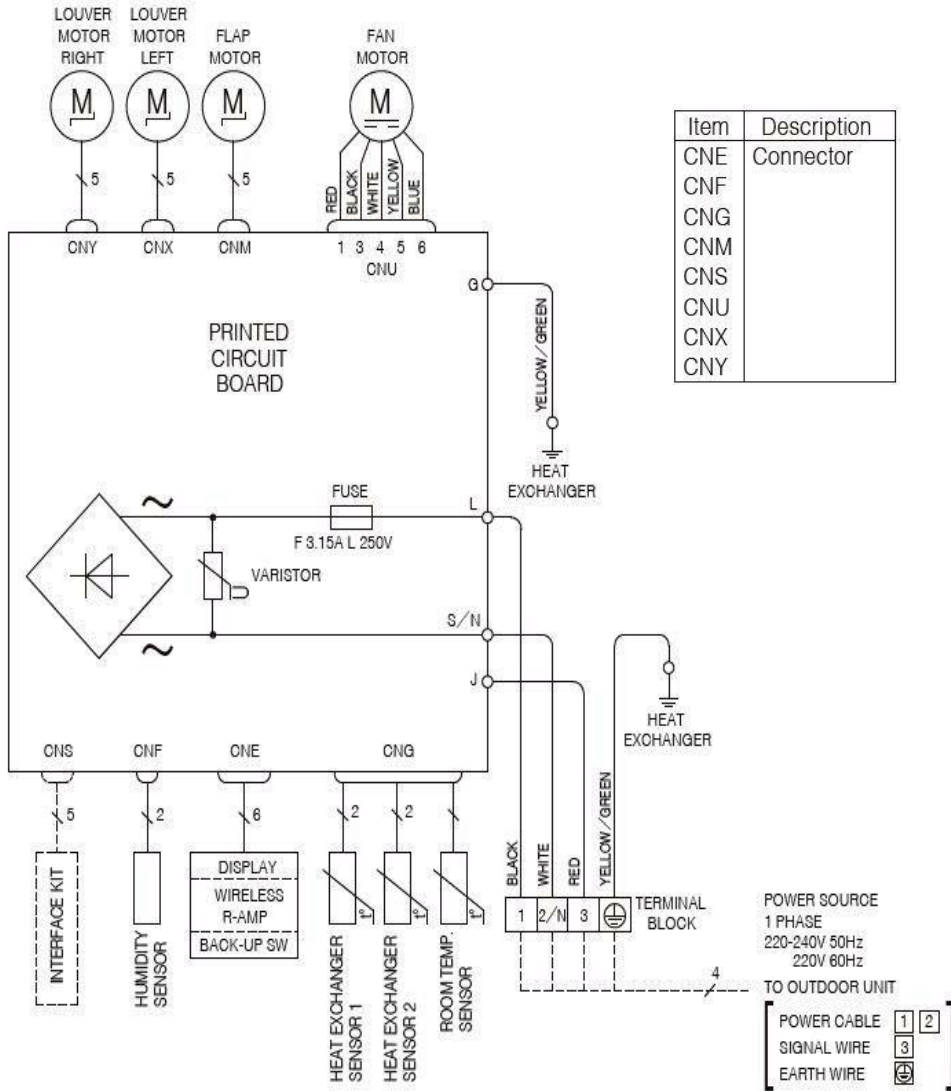 LOUVER
MOTOR
RIGHT
LOUVER
MOTOR
LEFT
FLAP
MOTOR
FAN
MOTOR
M
M
M
M
5
5
5
RED
BLACK
WHITE
YELLOW
BLUE
CNY
CNX
CNM
1 3 4 5 6
CNU
Item Description
CNE Connector
CNF
CNG
CNM
CNS
CNU
CNX
CNY
PRINTED
CIRCUIT
BOARD
G
YELLOW/GREEN
HEAT
EXCHANGER
FUSE
F 3.15A L 250V
L
~
VARISTOR
U
~
S/N
J
HEAT
EXCHANGER
YELLOW/GREEN
CNS
CNF
CNE
CNG
5
2
6
2
2
INTERFACE KIT
HUMIDITY
SENSOR
DISPLAY
WIRELESS
R-AMP
BACK-UP SW
t°
t°
t°
HEAT EXCHANGER
SENSOR 1
HEAT EXCHANGER
SENSOR 2
ROOM TEMP.
SENSOR
BLACK
WHITE
RED
1 2/N 3
TERMINAL
BLOCK
4
POWER SOURCE
1 PHASE
220-240V 50Hz
220V 60Hz
TO OUTDOOR UNIT
POWER CABLE 1 2
SIGNAL WIRE 3
EARTH WIRE